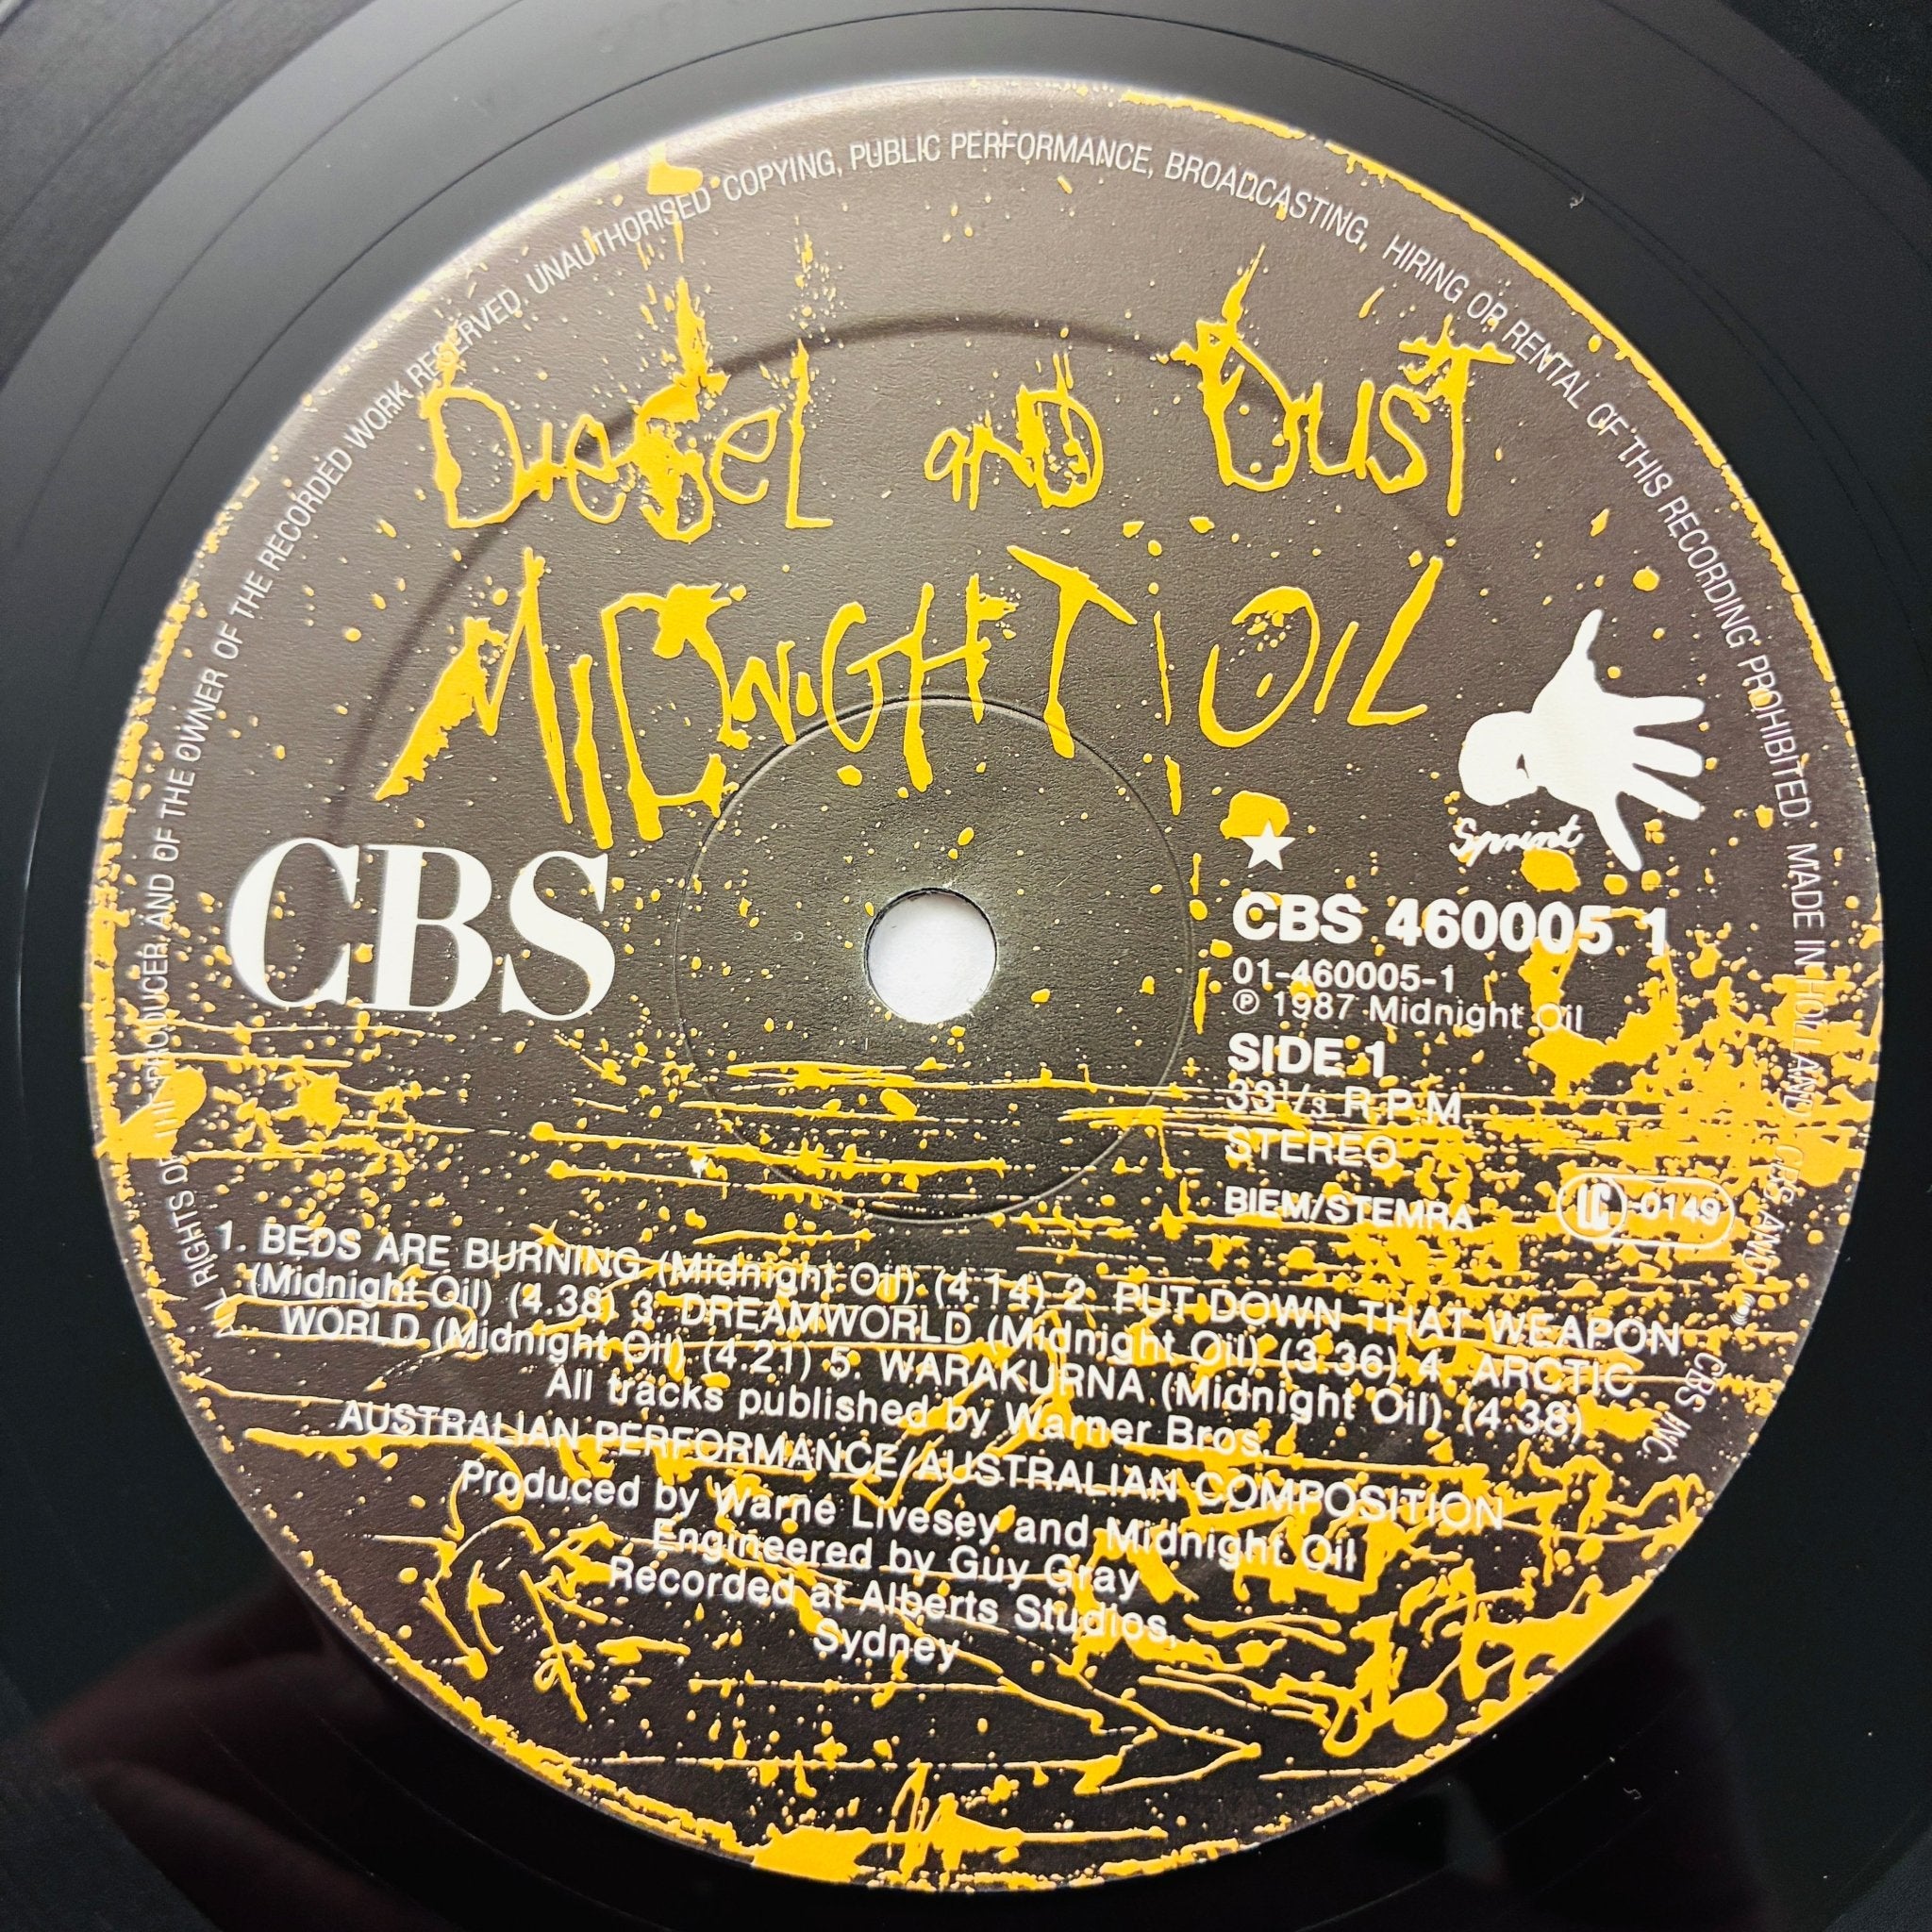 ALL RIGHTS OF THE PRODUCER AND OF THE OWNER OF THE RECORDED WORK RESERVED. UNAUTHORISED COPYING, PUBLIC PERFORMANCE, BROADCASTING, HIRING OR RENTAL OF THIS RECORDING PROHIBITED. MADE IN HOLLAND CBS AND CBS INC.
Diesel and Dust
MIDNIGHT OIL
Sprint
CBS
CBS 460005 1
01-460005-1
℗ 1987 Midnight Oil
SIDE 1
33⅓ R P M
STEREO
BIEM/STEMRA
LC 0149
1. BEDS ARE BURNING (Midnight Oil) (4.14) 2. PUT DOWN THAT WEAPON
(Midnight Oil) (4.38) 3. DREAMWORLD (Midnight Oil) (3.36) 4. ARCTIC
WORLD (Midnight Oil) (4.21) 5. WARAKURNA (Midnight Oil) (4.38)
All tracks published by Warner Bros.
AUSTRALIAN PERFORMANCE/AUSTRALIAN COMPOSITION
Produced by Warne Livesey and Midnight Oil
Engineered by Guy Gray
Recorded at Alberts Studios,
Sydney